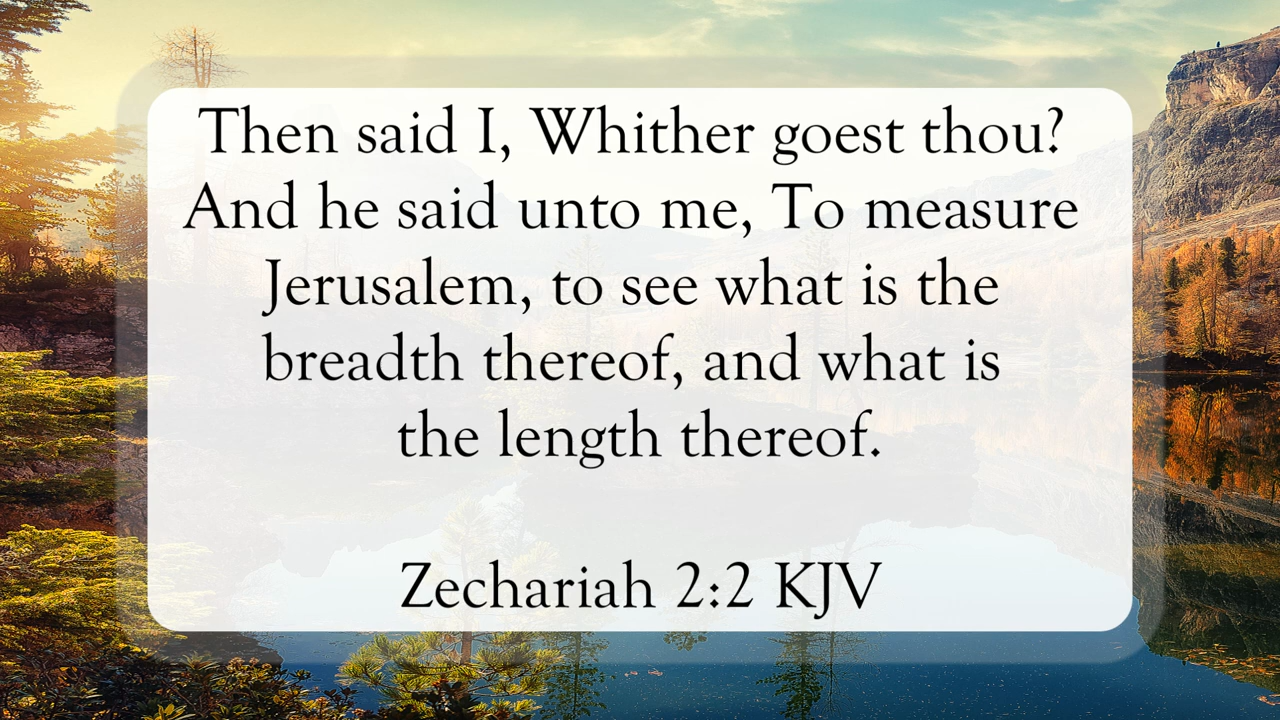 Then said I, Whither goest thou?
And he said unto me, To measure
Jerusalem, to see what is the
breadth thereof, and what is
the length thereof.
Zechariah 2:2 KJV